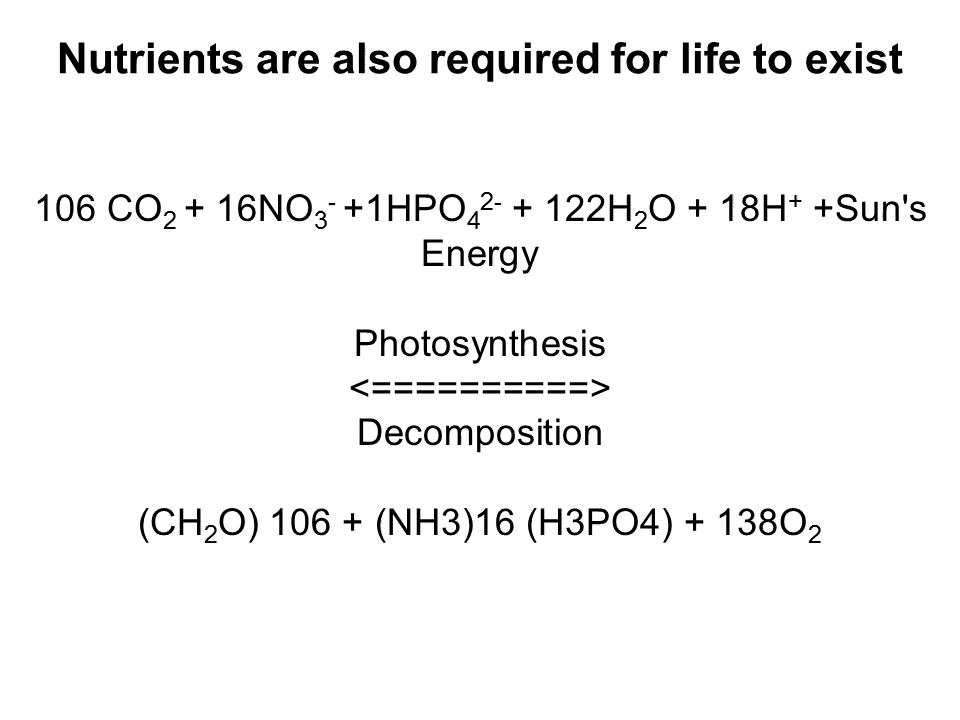 Nutrients are also required for life to exist
106 CO₂ + 16NO₃⁻ +1HPO₄²⁻ + 122H₂O + 18H⁺ +Sun's
Energy
Photosynthesis
<==========>
Decomposition
(CH₂O) 106 + (NH3)16 (H3PO4) + 138O₂